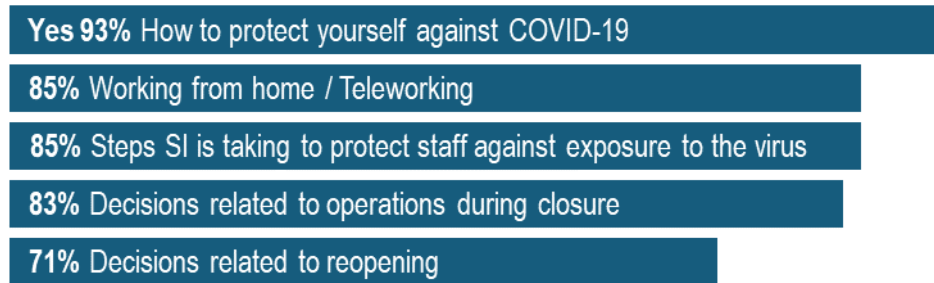 Yes 93% How to protect yourself against COVID-19
85% Working from home / Teleworking
85% Steps SI is taking to protect staff against exposure to the virus
83% Decisions related to operations during closure
71% Decisions related to reopening